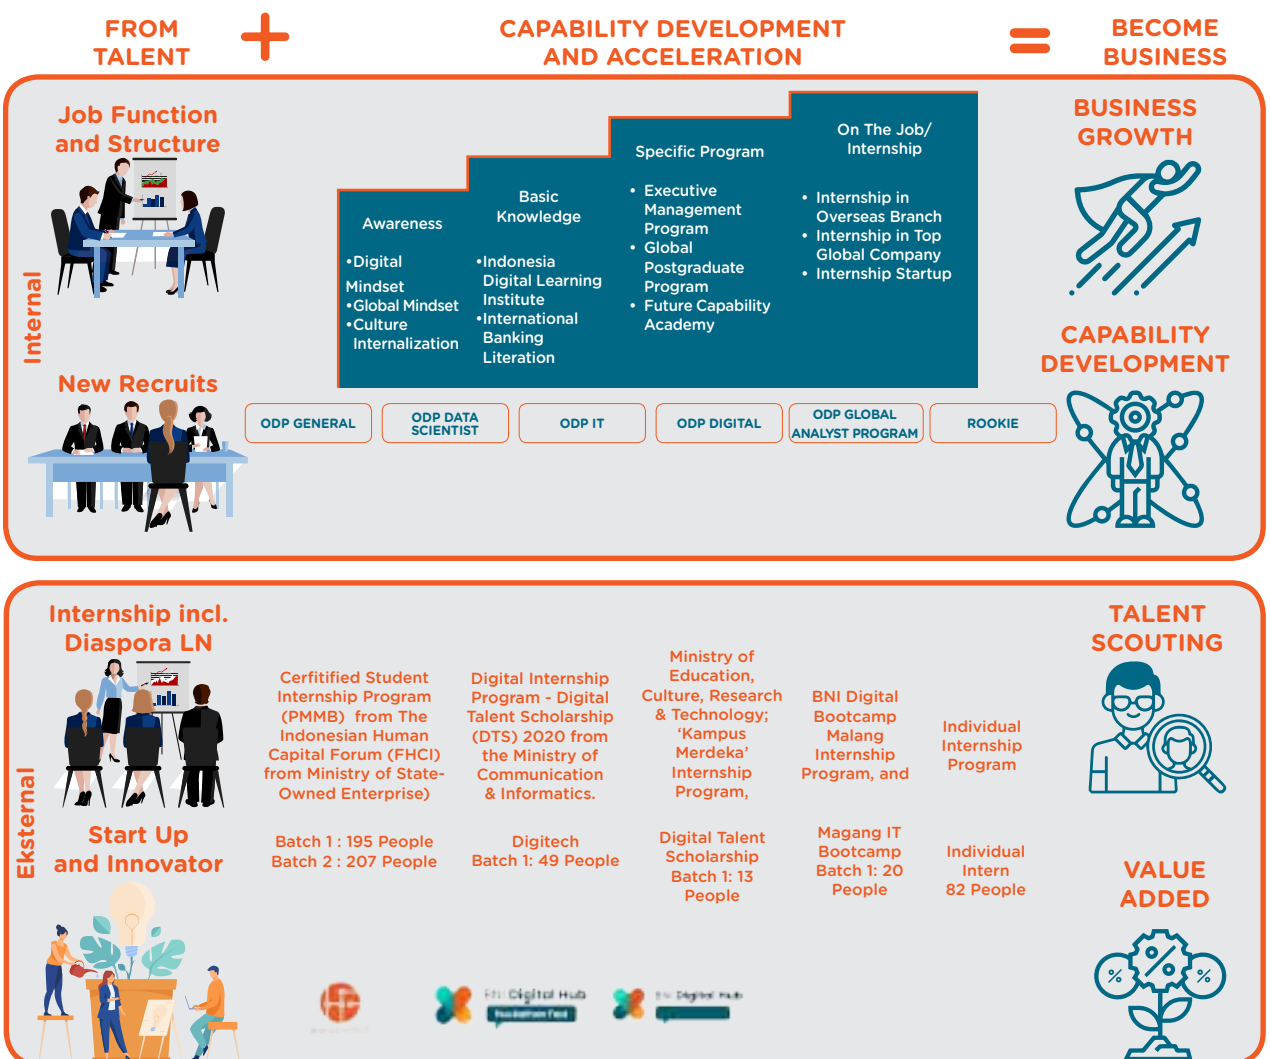 FROM
TALENT
+
CAPABILITY DEVELOPMENT
AND ACCELERATION
=
BECOME
BUSINESS
Internal
Job Function
and Structure
New Recruits
Awareness
•Digital
Mindset
•Global Mindset
•Culture
Internalization
Basic
Knowledge
•Indonesia
Digital Learning
Institute
•International
Banking
Literation
Specific Program
• Executive
Management
Program
• Global
Postgraduate
Program
• Future Capability
Academy
On The Job/
Internship
• Internship in
Overseas Branch
• Internship in Top
Global Company
• Internship Startup
ODP GENERAL
ODP DATA
SCIENTIST
ODP IT
ODP DIGITAL
ODP GLOBAL
ANALYST PROGRAM
ROOKIE
BUSINESS
GROWTH
CAPABILITY
DEVELOPMENT
Eksternal
Internship incl.
Diaspora LN
Start Up
and Innovator
Cerfitified Student
Internship Program
(PMMB) from The
Indonesian Human
Capital Forum (FHCI)
from Ministry of State-
Owned Enterprise)
Batch 1 : 195 People
Batch 2 : 207 People
Digital Internship
Program - Digital
Talent Scholarship
(DTS) 2020 from
the Ministry of
Communication
& Informatics.
Digitech
Batch 1: 49 People
Ministry of
Education,
Culture, Research
& Technology;
‘Kampus
Merdeka’
Internship
Program,
Digital Talent
Scholarship
Batch 1: 13
People
BNI Digital
Bootcamp
Malang
Internship
Program, and
Magang IT
Bootcamp
Batch 1: 20
People
Individual
Internship
Program
Individual
Intern
82 People
BNI Digital Hub
BNI Digital Hub
TALENT
SCOUTING
VALUE
ADDED
% 
%
%